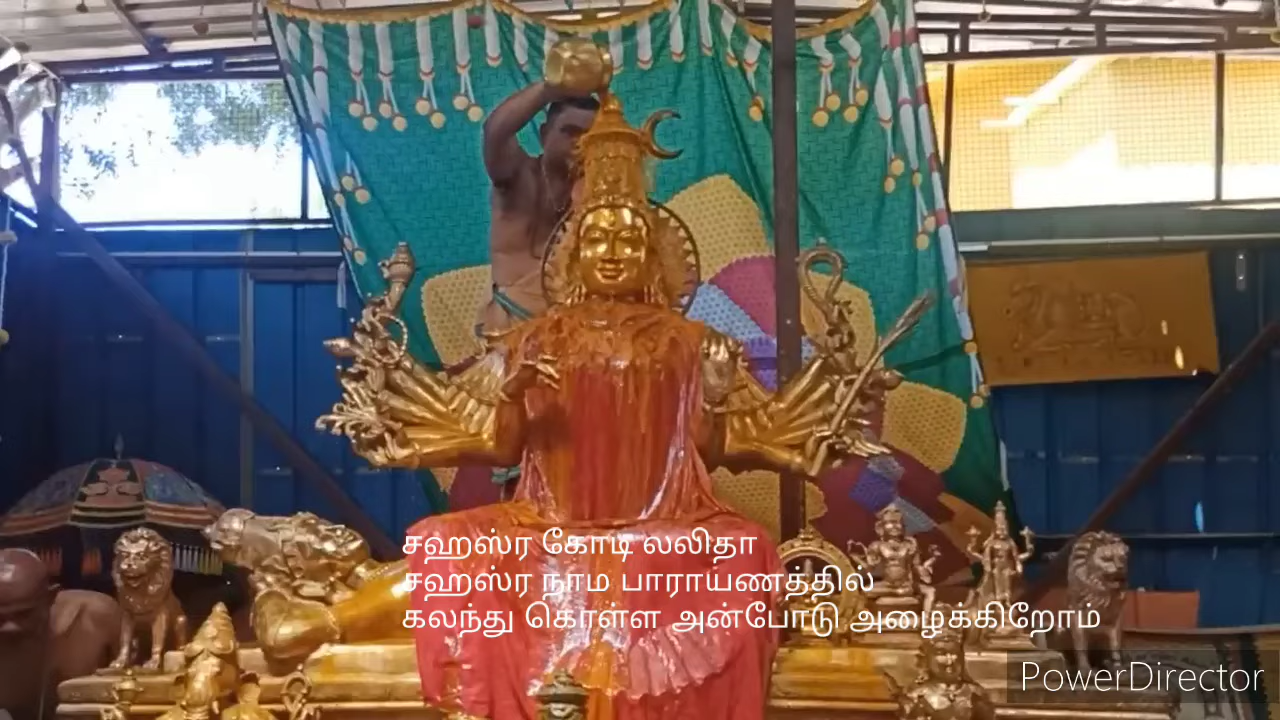 சஹஸ்ர கோடி லலிதா
சஹஸ்ர நாம பாராயணத்தில்
கலந்து கொள்ள அன்போடு அழைக்கிறோம்
PowerDirector